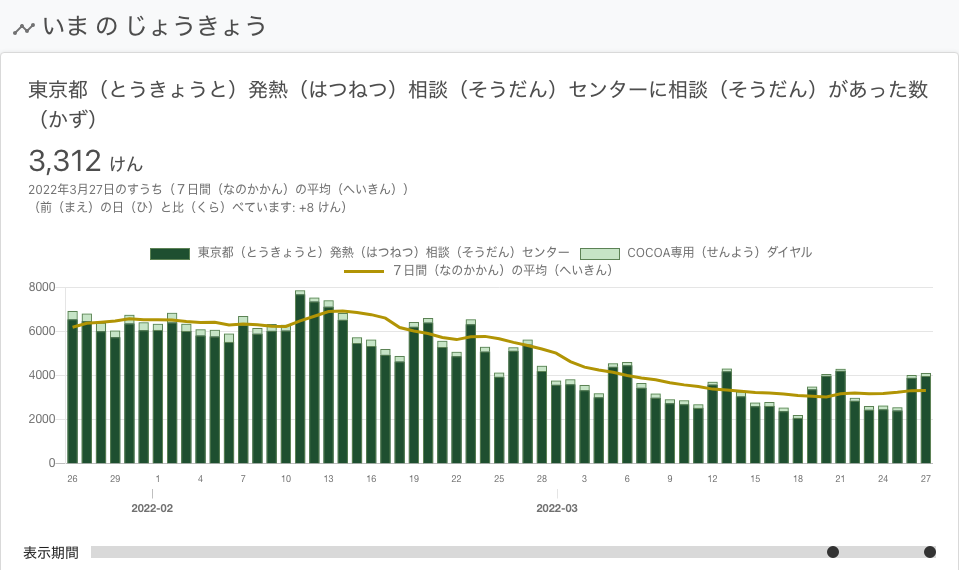 いま の じょうきょう
東京都（とうきょうと）発熱（はつねつ）相談（そうだん）センターに相談（そうだん）があった数
（かず）
3,312 けん
2022年3月27日のすうち（７日間（なのかかん）の平均（へいきん））
（前（まえ）の日（ひ）と比（くら）べています: +8 けん）
東京都（とうきょうと）発熱（はつねつ）相談（そうだん）センター COCOA専用（せんよう）ダイヤル
７日間（なのかかん）の平均（へいきん）
8000
6000
4000
2000
0
26 29 1 4 7 10 13 16 19 22 25 28 3 6 9 12 15 18 21 24 27
2022-02 2022-03
表示期間